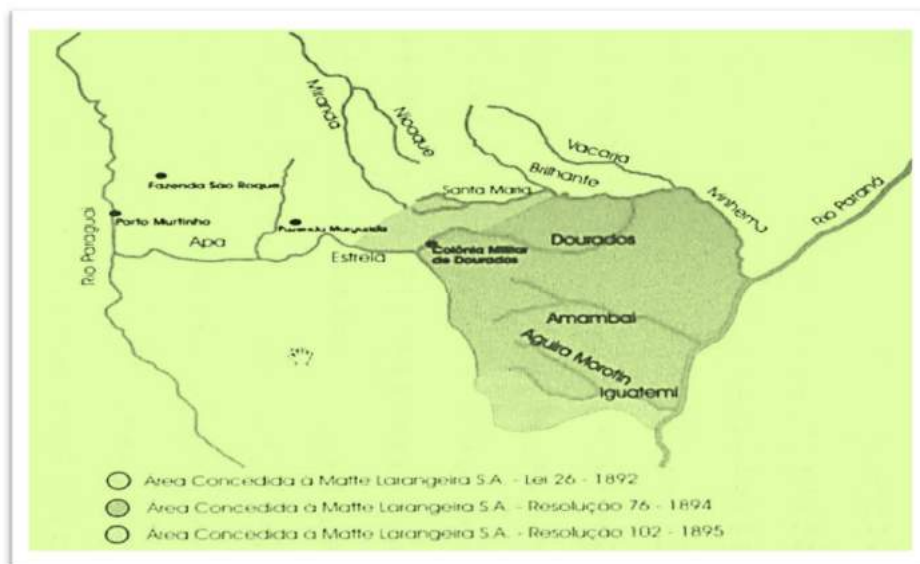 Miranda
Nioaque
Vacaria
Brilhante
Santa Maria
Ivinhema
Rio Paraná
Fazenda São Roque
Porto Murtinho
Rio Paraguai
Apa
Fazenda
Estrela
Colônia Militar
de Dourados
Dourados
Amambai
Iguatemi
Área Concedida à Matte Larangeira S.A. - Lei 26 - 1892
Área Concedida à Matte Larangeira S.A. - Resolução 76 - 1894
Área Concedida à Matte Larangeira S.A. - Resolução 102 - 1895